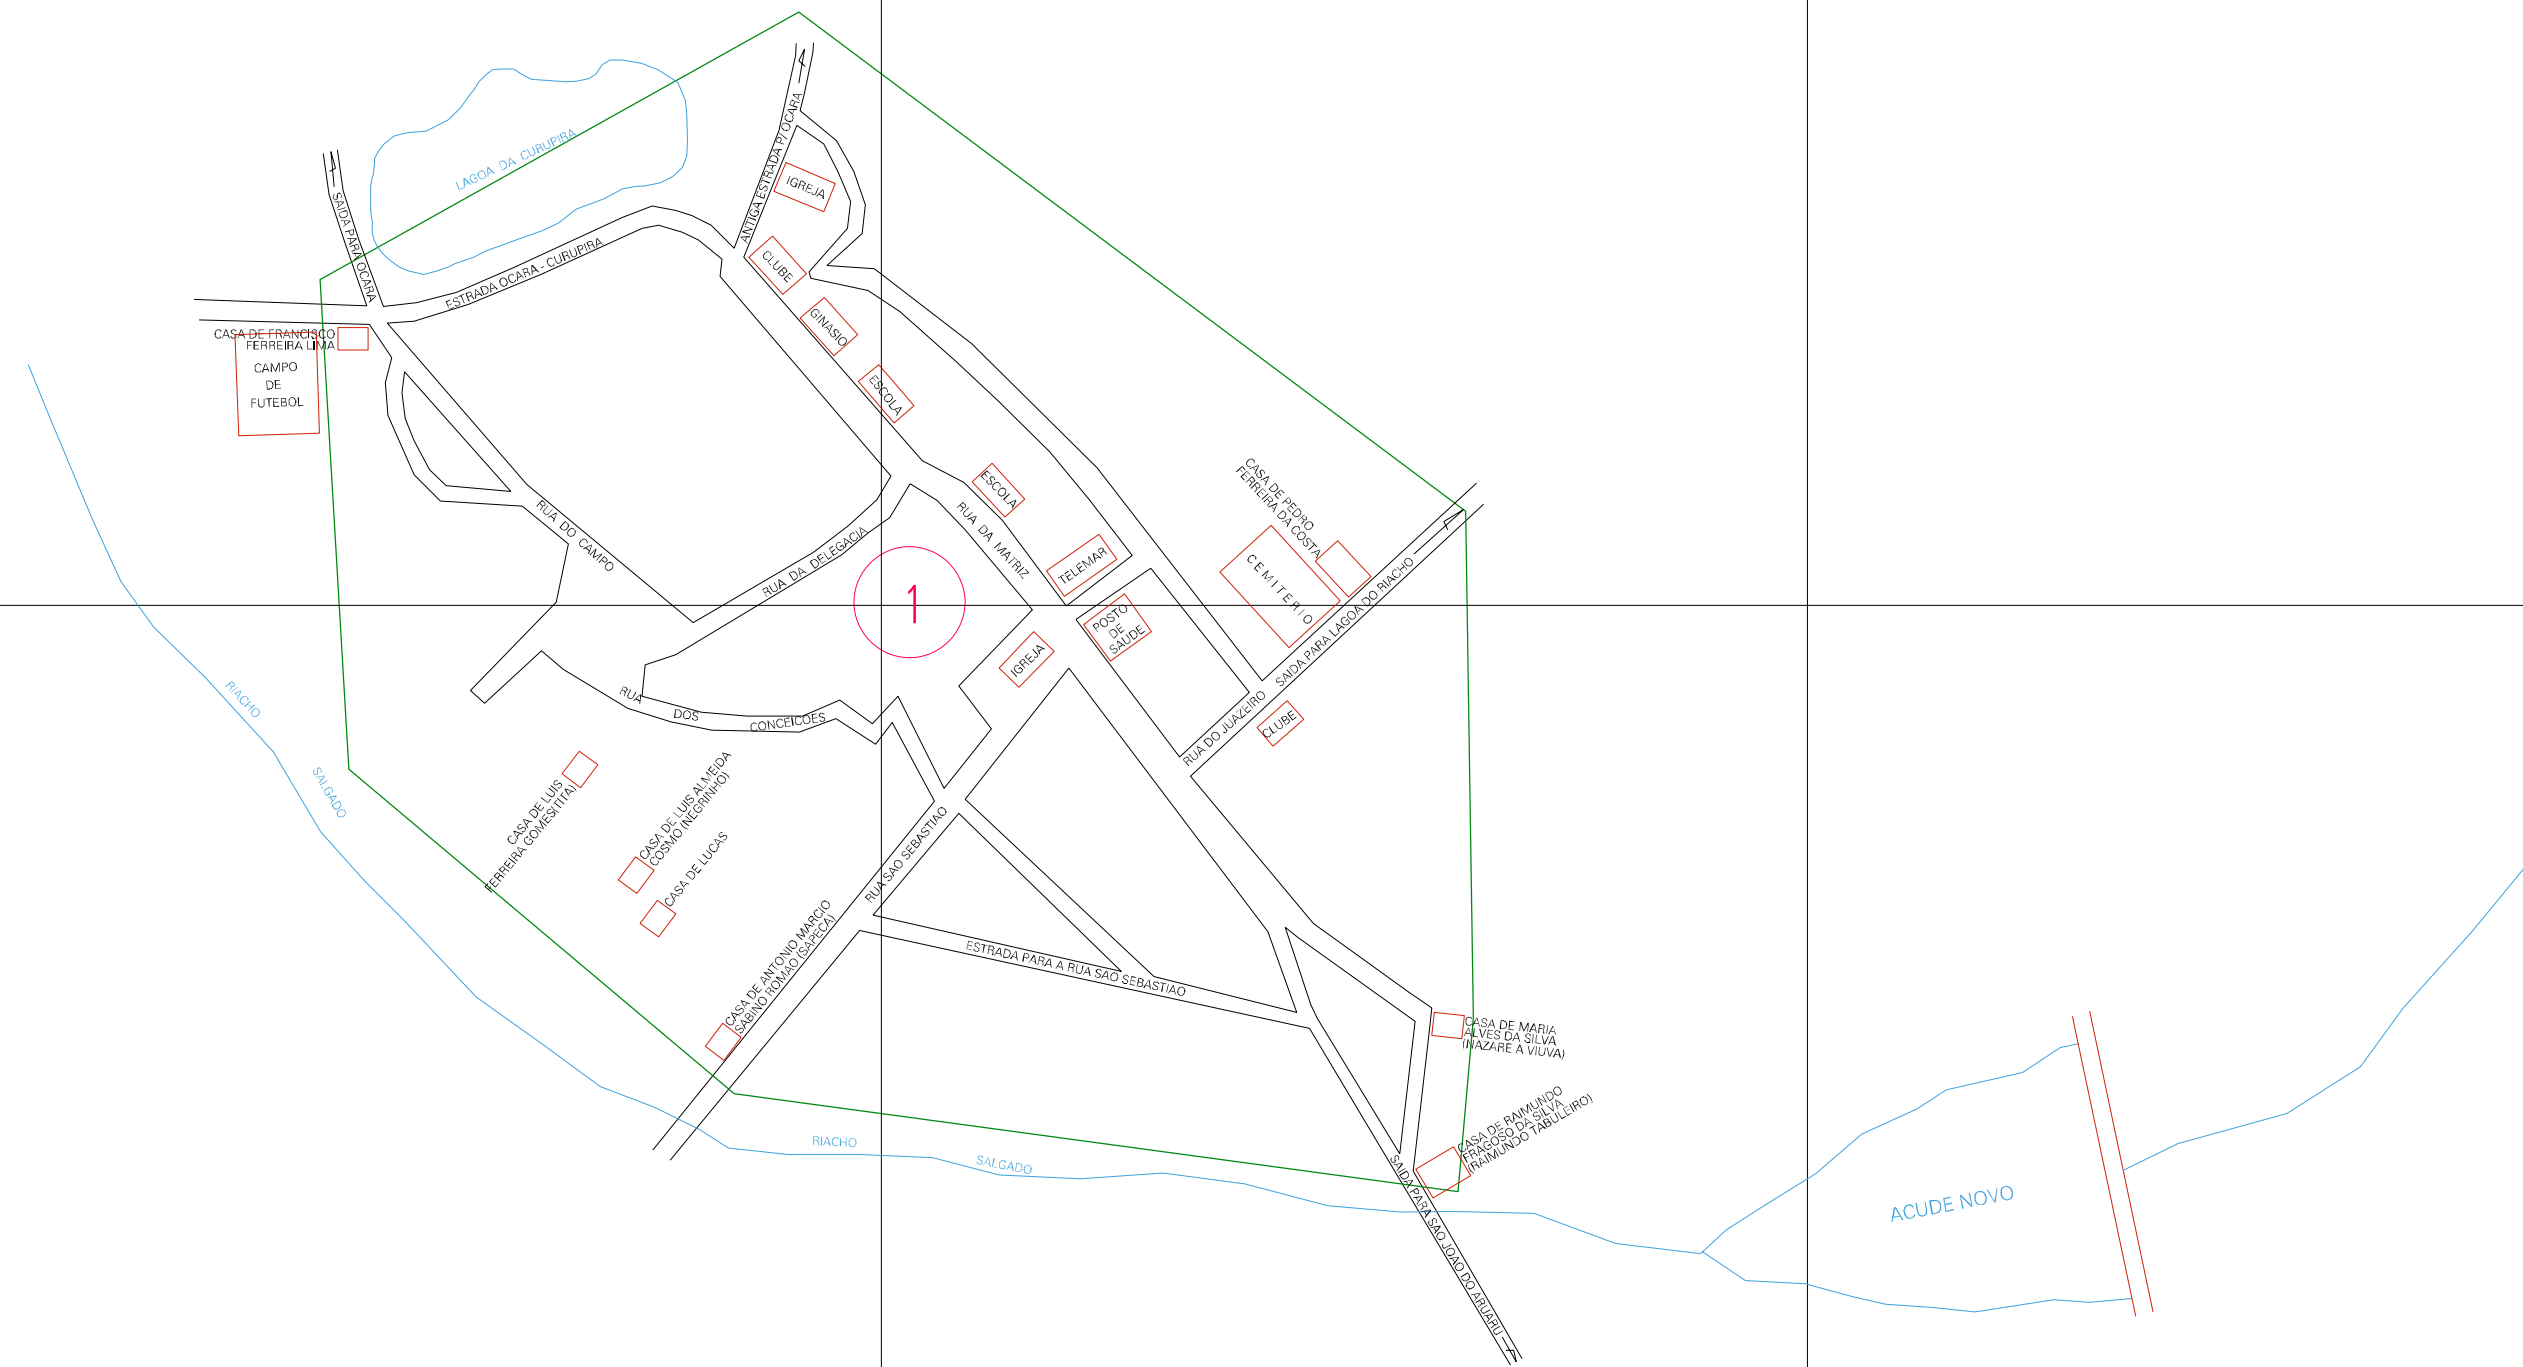 LAGOA DA CURUPIRA
ANTIGA ESTRADA P/ OCARA
IGREJA
SAIDA PARA OCARA
ESTRADA OCARA - CURUPIRA
CLUBE
GINASIO
CASA DE FRANCISCO
FERREIRA LIMA
CAMPO
DE
FUTEBOL
ESCOLA
ESCOLA
RUA DO CAMPO
RUA DA DELEGACIA
RUA DA MATRIZ
TELEMAR
CASA DE PEDRO
FERREIRA DA COSTA
CEMITERIO
SAIDA PARA LAGOA DO RIACHO
1
POSTO
DE
SAUDE
IGREJA
RUA DO JUAZEIRO
CLUBE
RIACHO
SALGADO
RUA
DOS
CONCEICOES
CASA DE LUIS
FERREIRA GOMES(TITA)
CASA DE LUIS ALMEIDA
COSMO (NEGRINHO)
CASA DE LUCAS
RUA SAO SEBASTIAO
CASA DE ANTONIO MARCIO
SABINO ROMAO (SAPECA)
ESTRADA PARA A RUA SAO SEBASTIAO
CASA DE MARIA
ALVES DA SILVA
(NAZARE A VIUVA)
CASA DE RAIMUNDO
FRAGOSO DA SILVA
(RAIMUNDO TABULEIRO)
RIACHO
SALGADO
SAIDA PARA SAO JOAO DO ARUARU
ACUDE NOVO